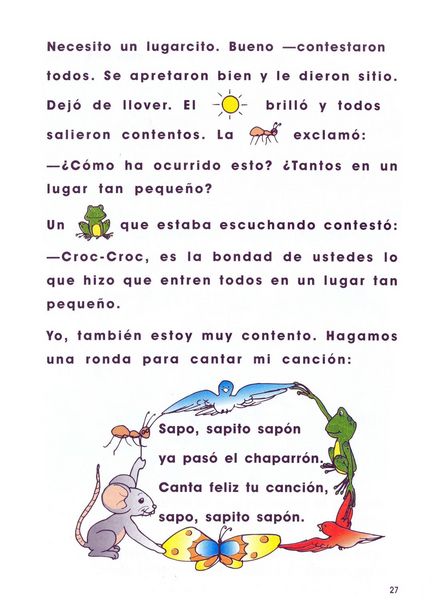 Necesito un lugarcito. Bueno —contestaron
todos. Se apretaron bien y le dieron sitio.
Dejó de llover. El brilló y todos
salieron contentos. La exclamó:
—¿Cómo ha ocurrido esto? ¿Tantos en un
lugar tan pequeño?
Un que estaba escuchando contestó:
—Croc-Croc, es la bondad de ustedes lo
que hizo que entren todos en un lugar tan
pequeño.
Yo, también estoy muy contento. Hagamos
una ronda para cantar mi canción:
Sapo, sapito sapón
ya pasó el chaparrón.
Canta feliz tu canción,
sapo, sapito sapón.
27